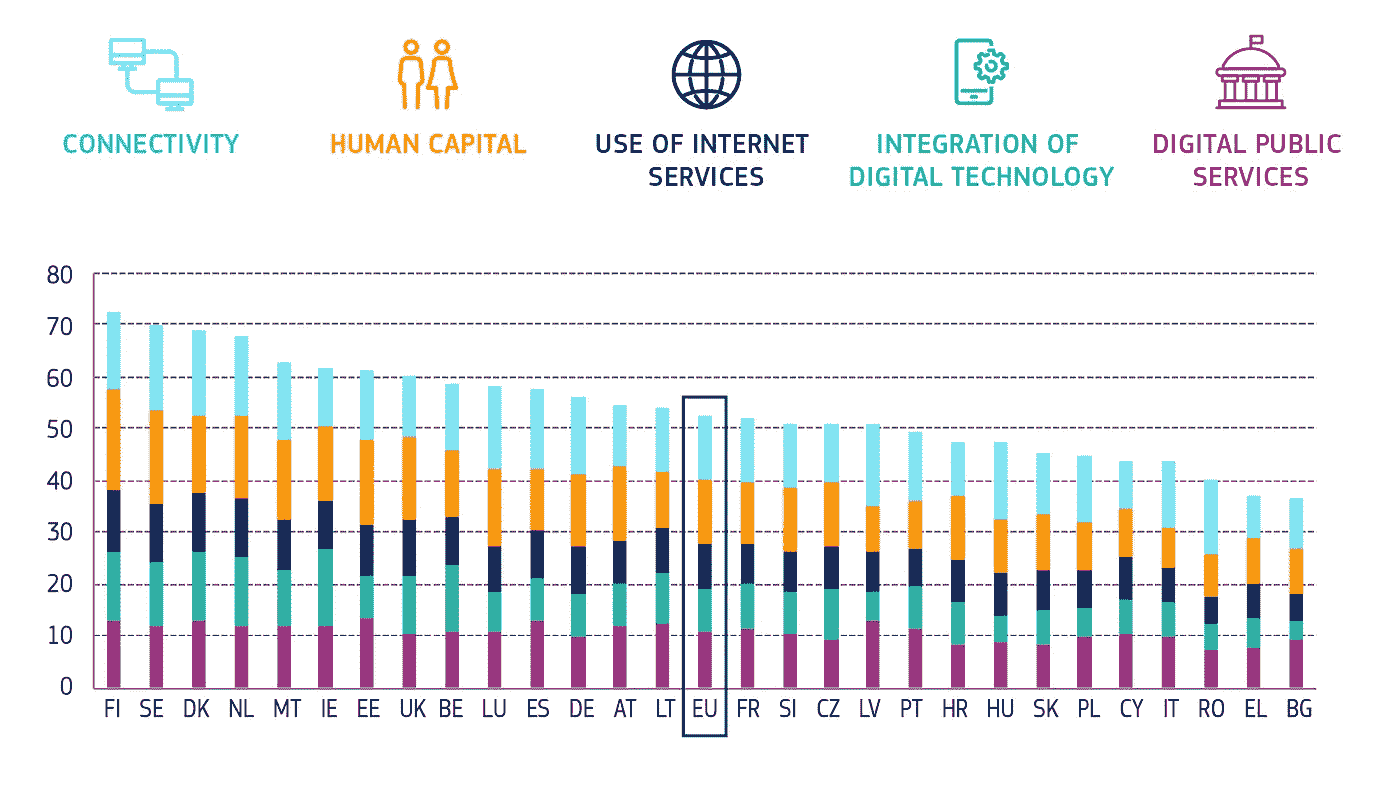 CONNECTIVITY
HUMAN CAPITAL
USE OF INTERNET
SERVICES
INTEGRATION OF
DIGITAL TECHNOLOGY
DIGITAL PUBLIC
SERVICES
80
70
60
50
40
30
20
10
0
FI SE DK NL MT IE EE UK BE LU ES DE AT LT EU FR SI CZ LV PT HR HU SK PL CY IT RO EL BG